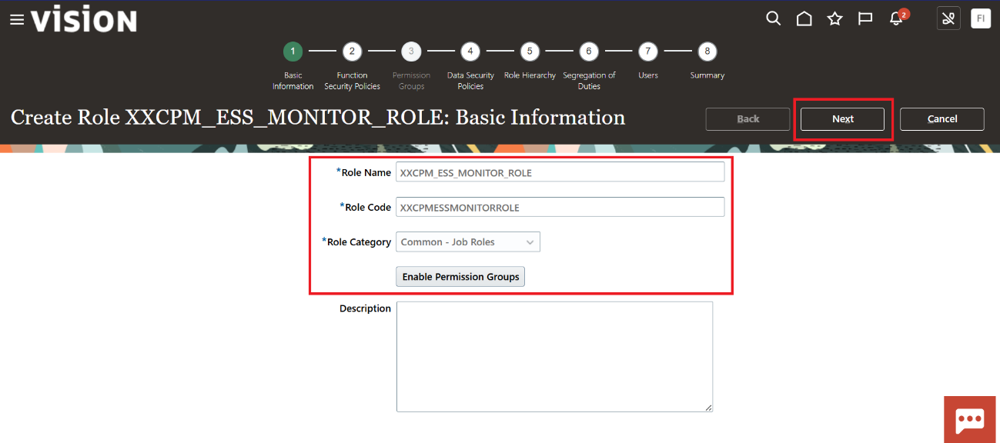 vision
2
FI
1 2 3 4 5 6 7 8
Basic Function Permission Data Security Role Hierarchy Segregation of Users Summary
Information Security Policies Groups Policies Duties
Create Role XXCPM_ESS_MONITOR_ROLE: Basic Information
Back Next Cancel
*Role Name XXCPM_ESS_MONITOR_ROLE
*Role Code XXCPMESSMONITORROLE
*Role Category Common - Job Roles
Enable Permission Groups
Description